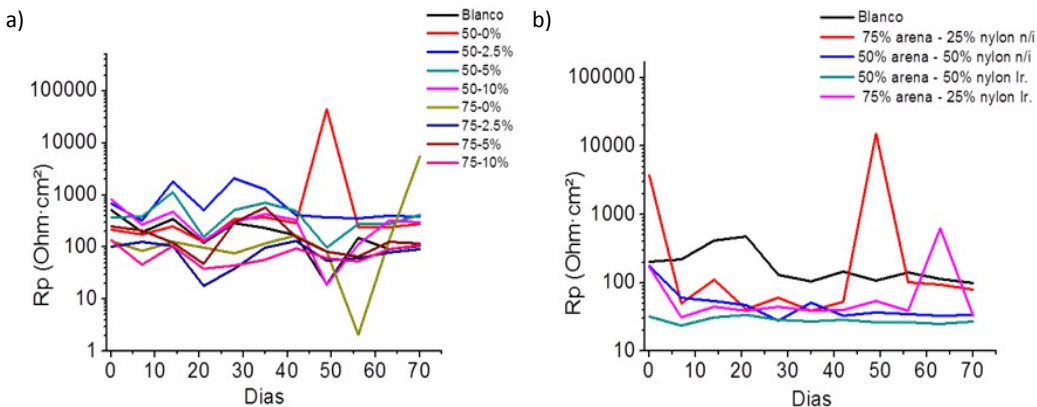 a)
Blanco
50-0%
50-2.5%
50-5%
50-10%
75-0%
75-2.5%
75-5%
75-10%
100000
10000
1000
100
10
1
Rp (Ohm·cm²)
0 10 20 30 40 50 60 70
Dias
b)
Blanco
75% arena - 25% nylon n/i
50% arena - 50% nylon n/i
50% arena - 50% nylon Ir.
75% arena - 25% nylon Ir.
100000
10000
1000
100
10
Rp (Ohm·cm²)
0 10 20 30 40 50 60 70
Dias